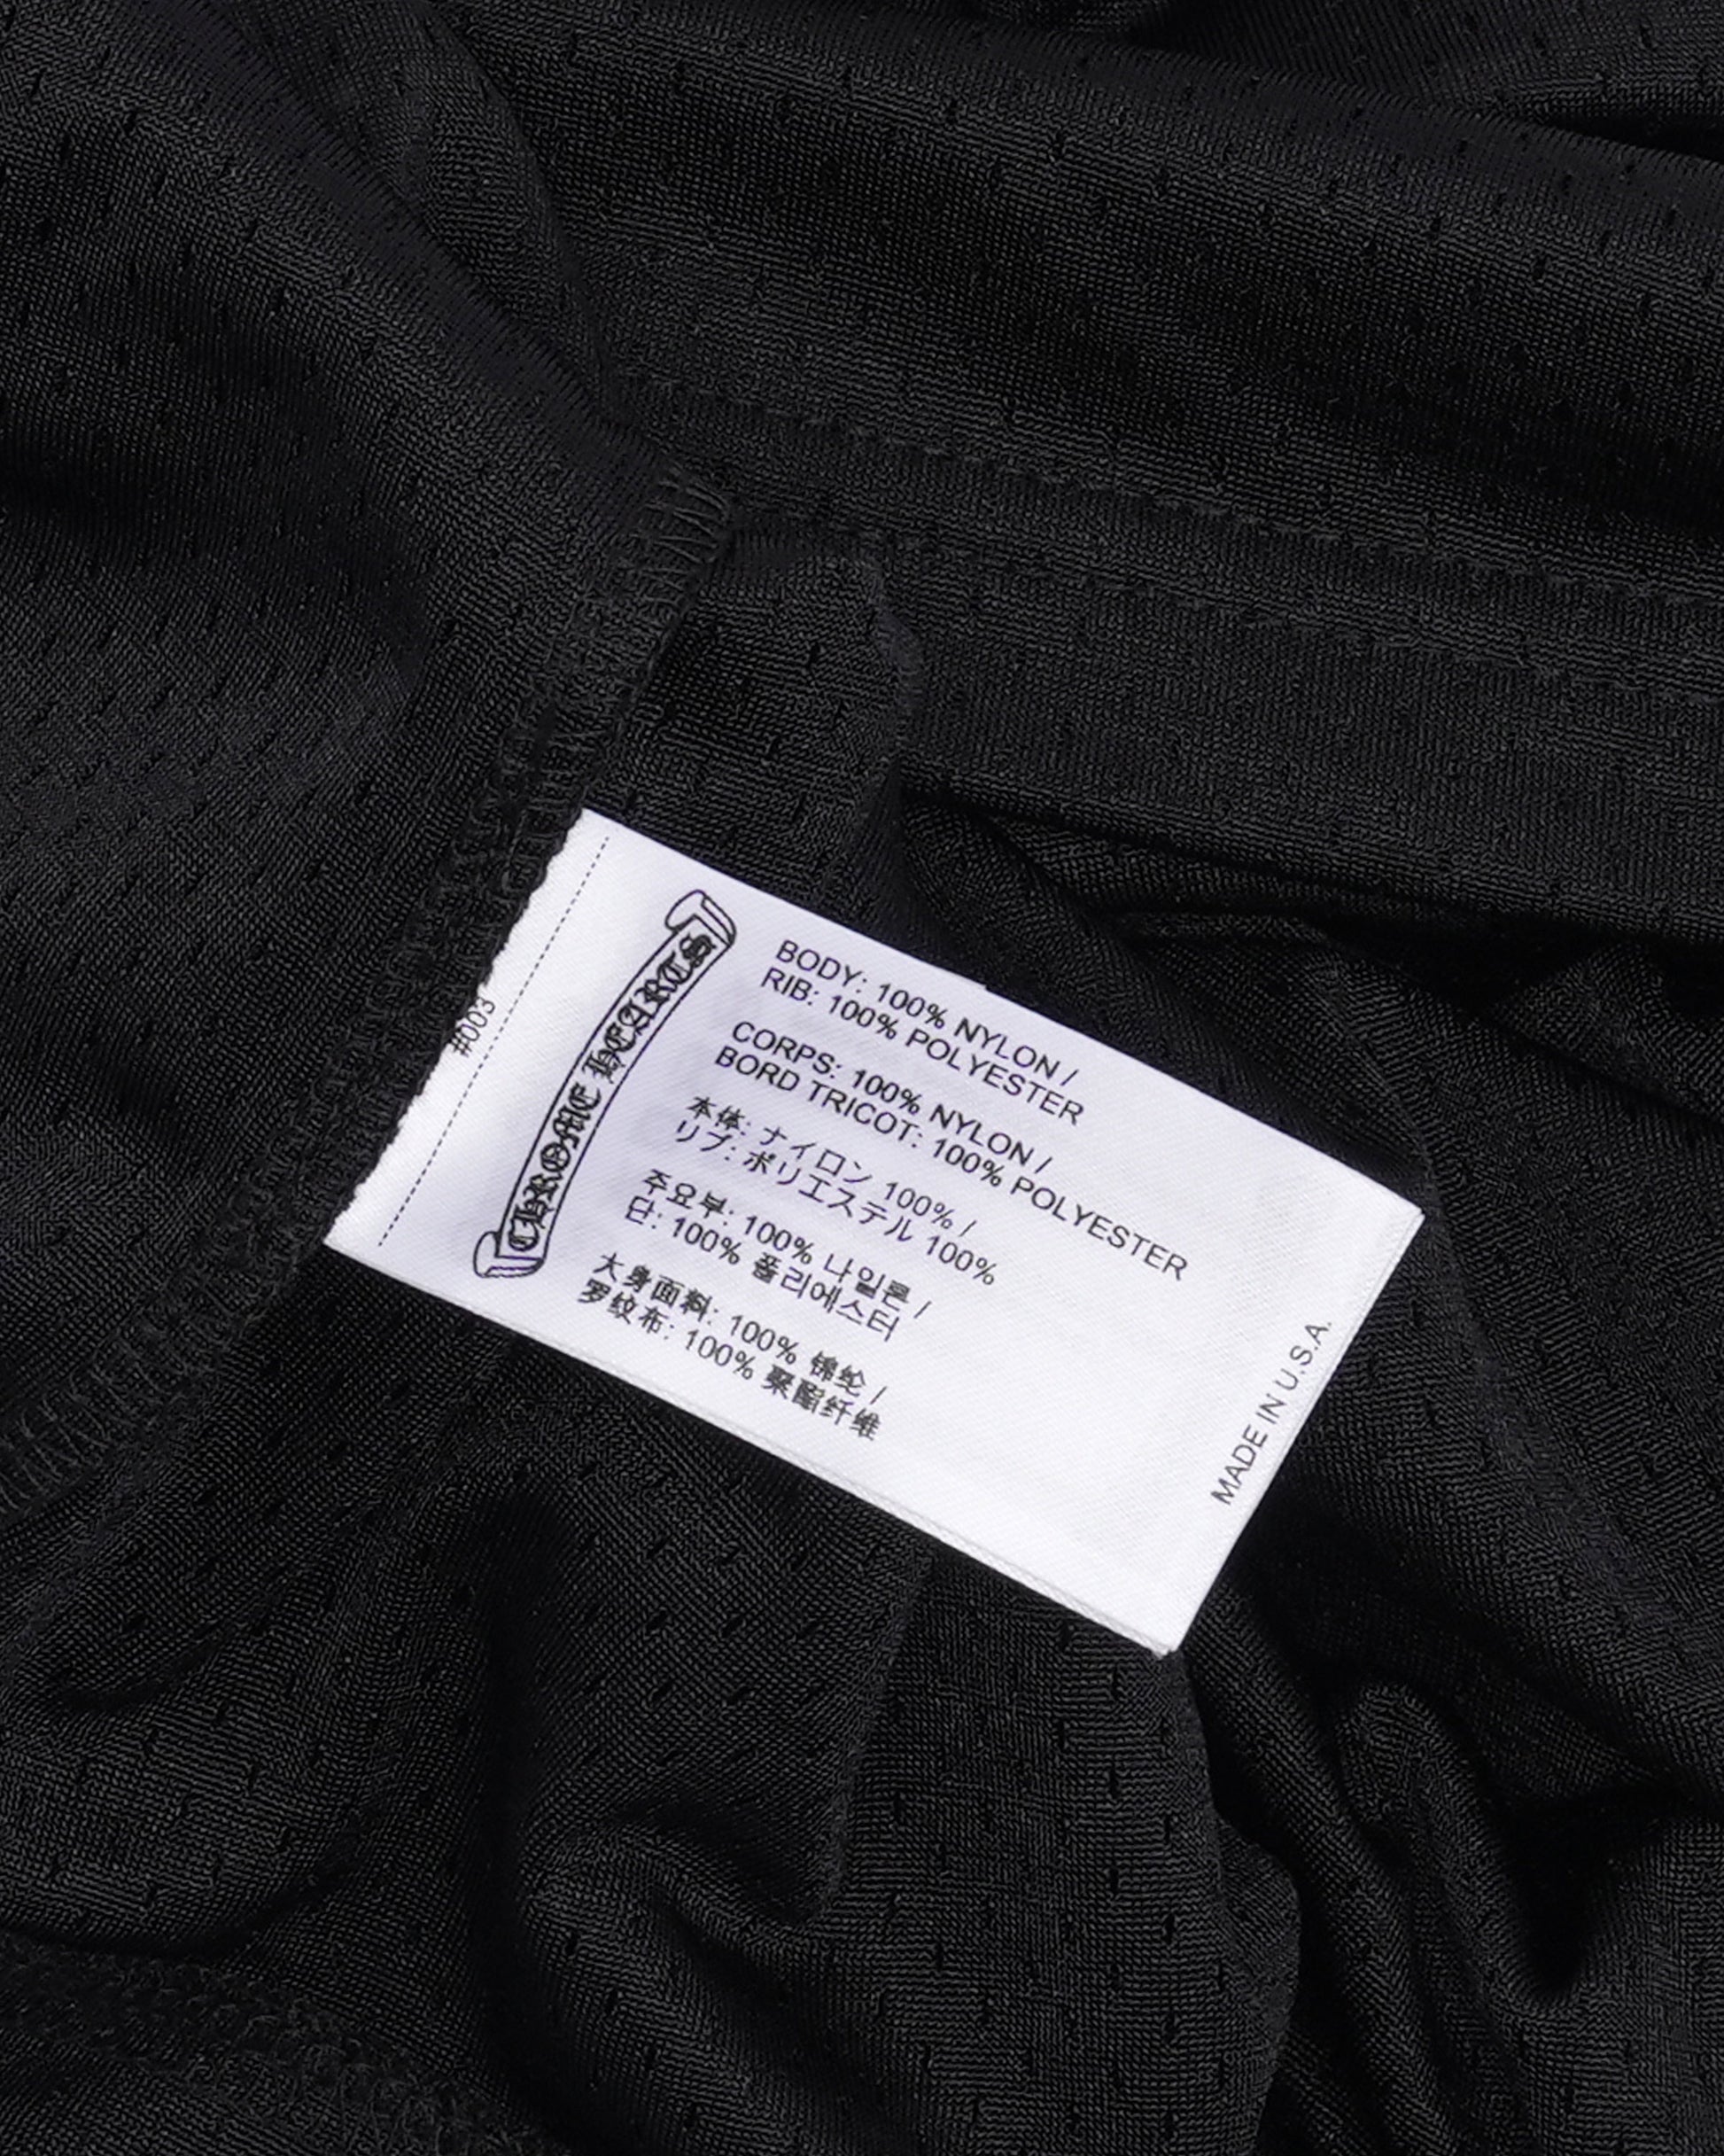 #003
CHROME HEARTS
BODY: 100% NYLON /
RIB: 100% POLYESTER
CORPS: 100% NYLON /
BORD TRICOT: 100% POLYESTER
本体: ナイロン 100% /
リブ: ポリエステル 100%
주요부: 100% 나일론 /
단: 100% 폴리에스터
大身面料: 100% 锦纶 /
罗纹布: 100% 聚酯纤维
MADE IN U.S.A.